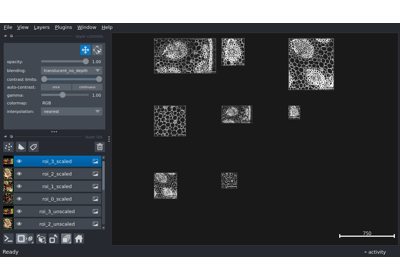 File View Layers Plugins Window Help
opacity: 1.00
blending: translucent_no_depth
contrast limits:
auto-contrast: once continuous
gamma: 1.00
colormap: RGB
interpolation: nearest
roi_3_scaled
roi_2_scaled
roi_1_scaled
roi_0_scaled
roi_3_unscaled
roi_2_unscaled
750
Ready
activity